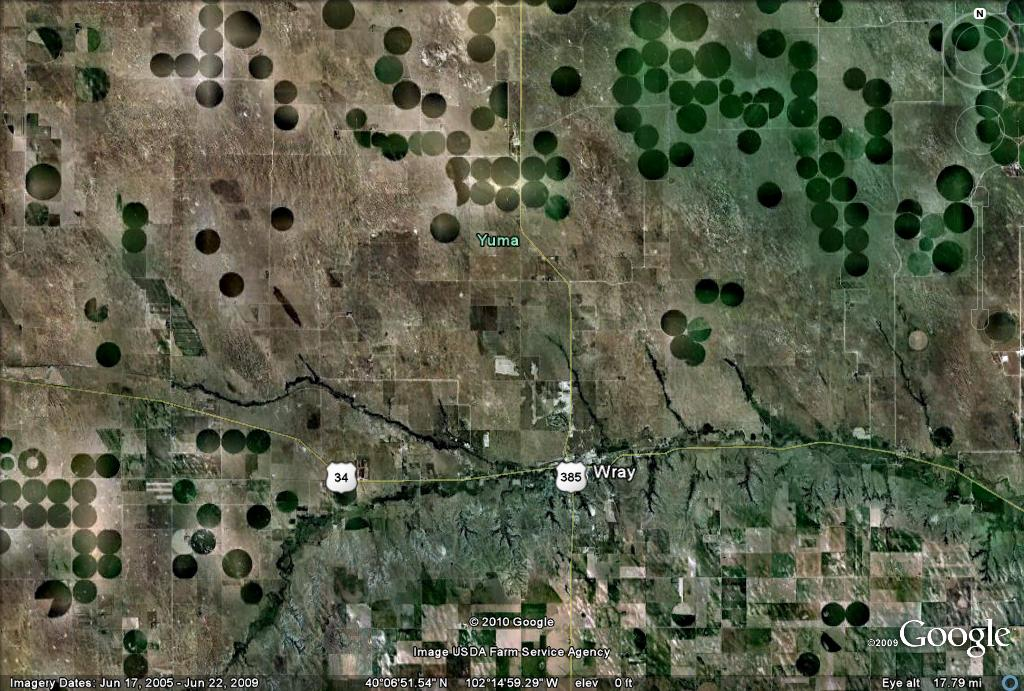 N
Yuma
34
385
Wray
© 2010 Google
Image USDA Farm Service Agency
©2009 Google
Imagery Dates: Jun 17, 2005 - Jun 22, 2009
40°06'51.54" N 102°14'59.29" W elev 0 ft
Eye alt 17.79 mi